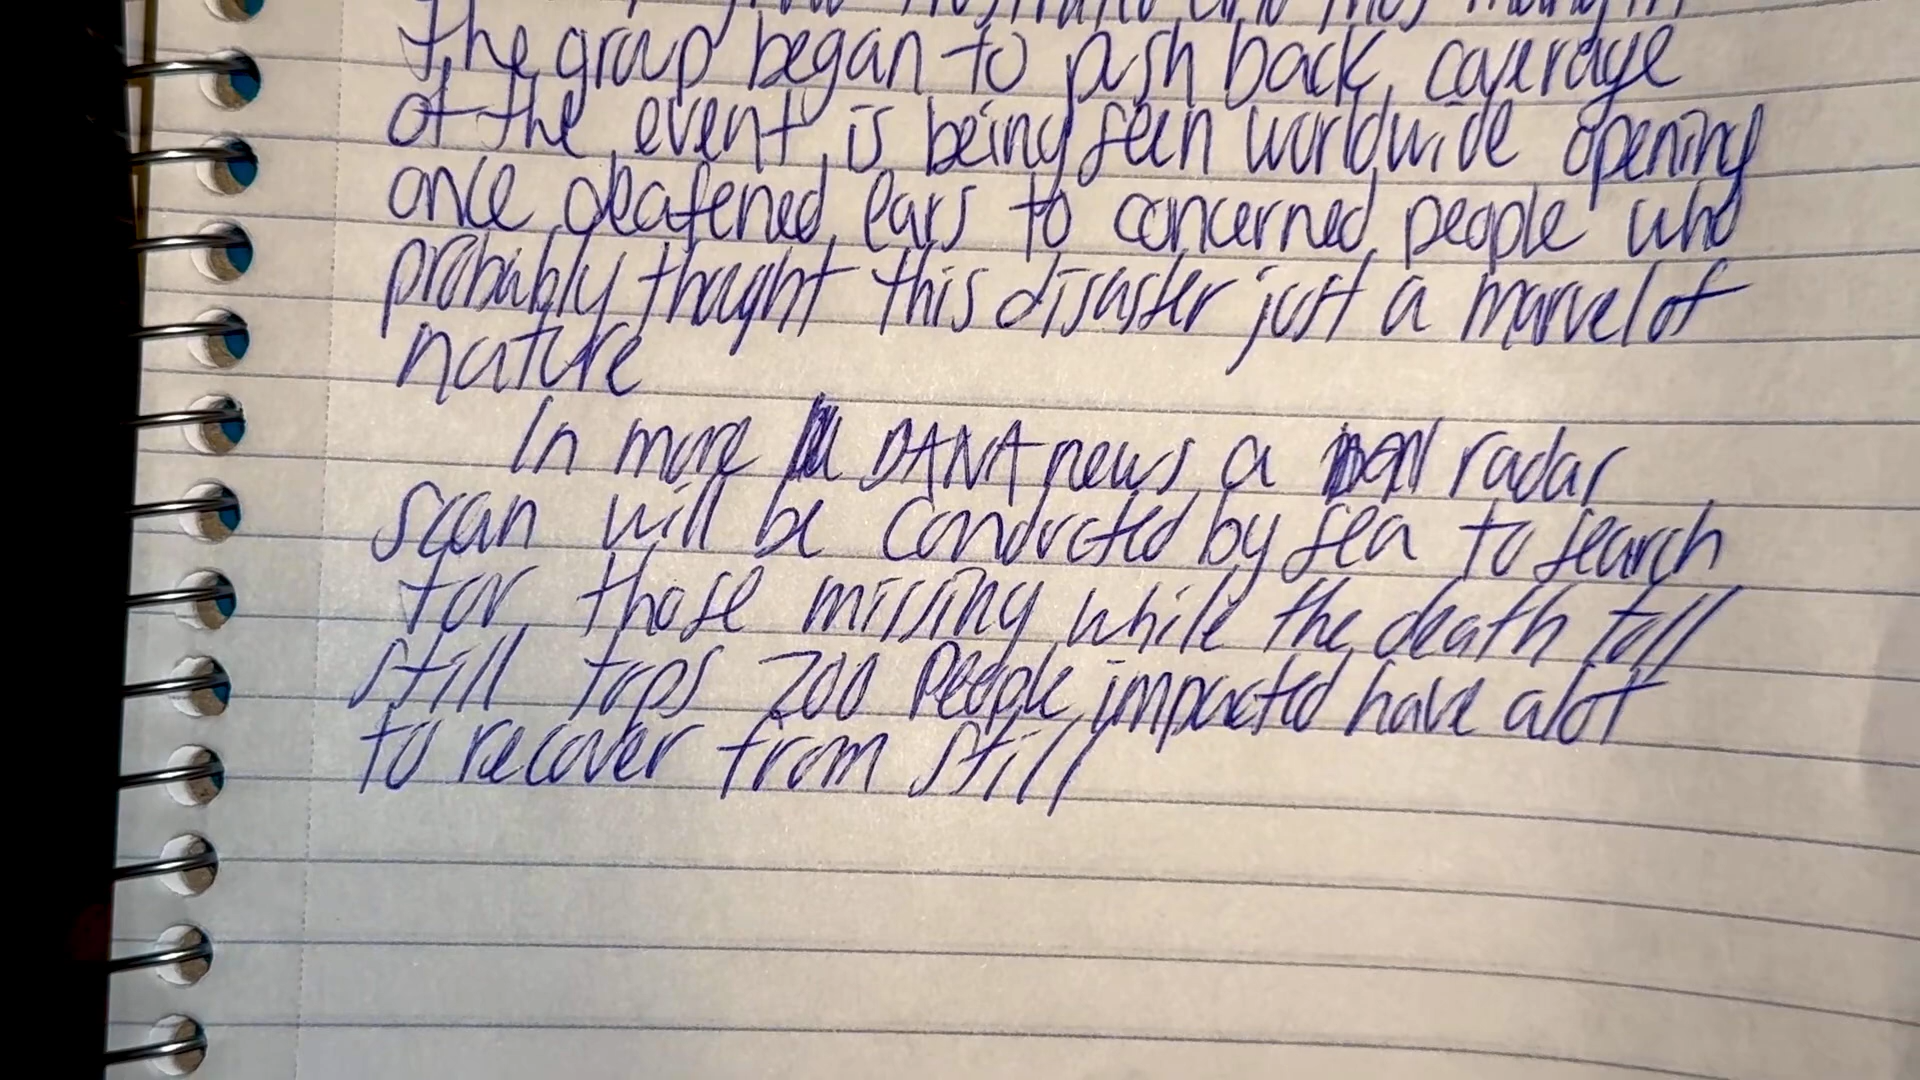 the group began to push back, coverage
of the event is being seen worldwide opening
once deafened ears to concerned people who
probably thought this disaster just a marvel of
nature
In more DANA news, a radar
scan will be conducted by sea to search
for those missing while the death toll
still tops 200 people impacted have alot
to recover from still